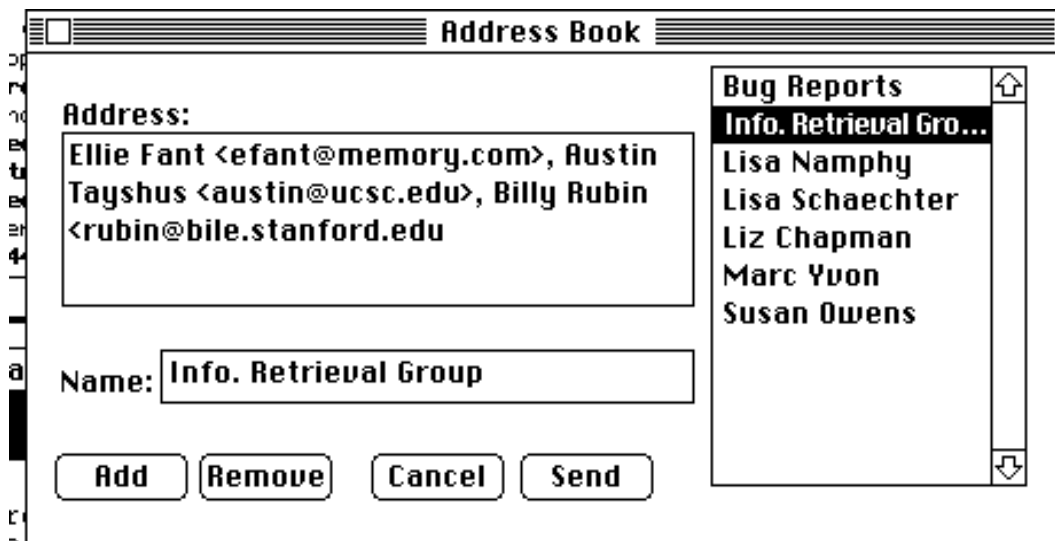 Address Book
Address:
Ellie Fant <efant@memory.com>, Austin
Tayshus <austin@ucsc.edu>, Billy Rubin
<rubin@bile.stanford.edu
Name: Info. Retrieval Group
Add Remove Cancel Send
Bug Reports
Info. Retrieval Gro...
Lisa Namphy
Lisa Schaechter
Liz Chapman
Marc Yvon
Susan Owens